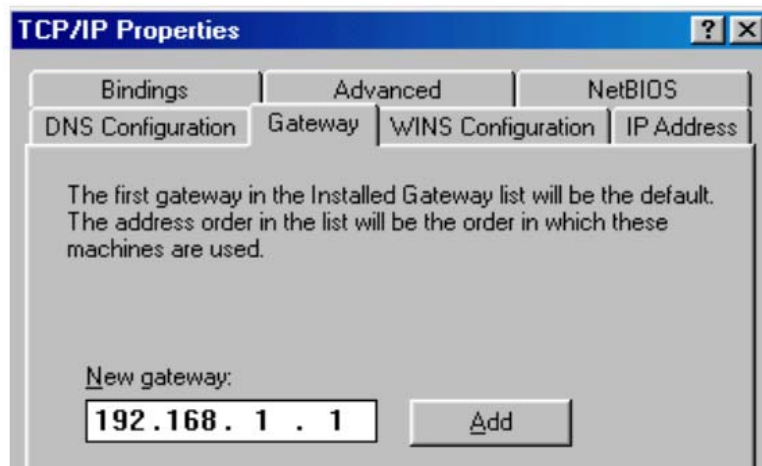 TCP/IP Properties
? ×
Bindings Advanced NetBIOS
DNS Configuration Gateway WINS Configuration IP Address
The first gateway in the Installed Gateway list will be the default.
The address order in the list will be the order in which these
machines are used.
New gateway:
192.168. 1 . 1 Add